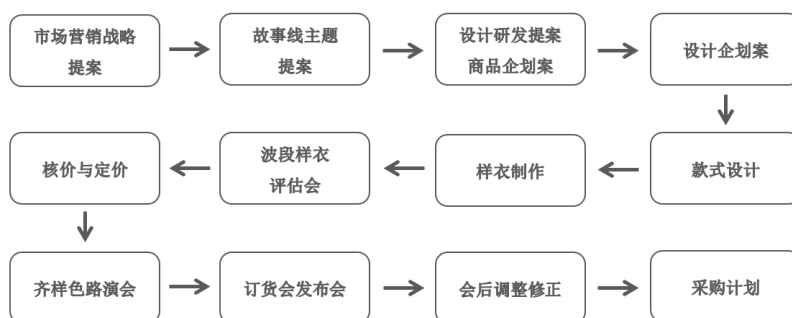 市场营销战略
提案
故事线主题
提案
设计研发提案
商品企划案
设计企划案
款式设计
样衣制作
波段样衣
评估会
核价与定价
齐样色路演会
订货会发布会
会后调整修正
采购计划